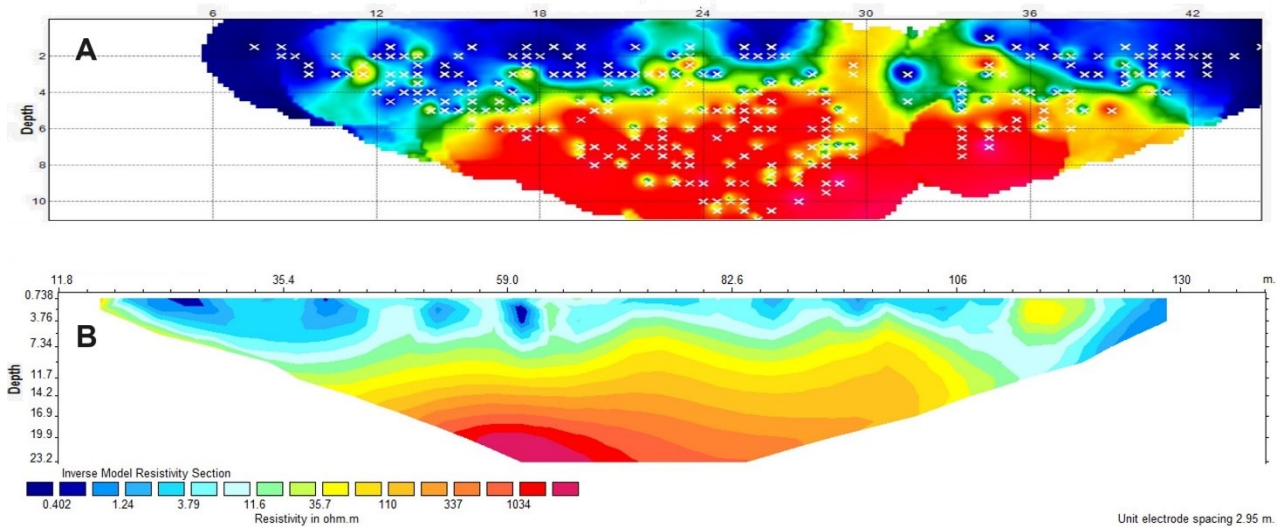 6 12 18 24 30 36 42
A
Depth
2
4
6
8
10
11.8 35.4 59.0 82.6 106 130 m.
B
Depth
0.738
3.76
7.34
11.7
14.2
16.9
19.9
23.2
Inverse Model Resistivity Section
0.402 1.24 3.79 11.6 35.7 110 337 1034
Resistivity in ohm.m
Unit electrode spacing 2.95 m.